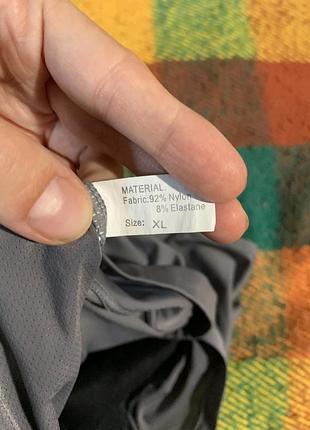 MATERIAL:
Fabric:92% Nylon
8% Elastane
Size: XL